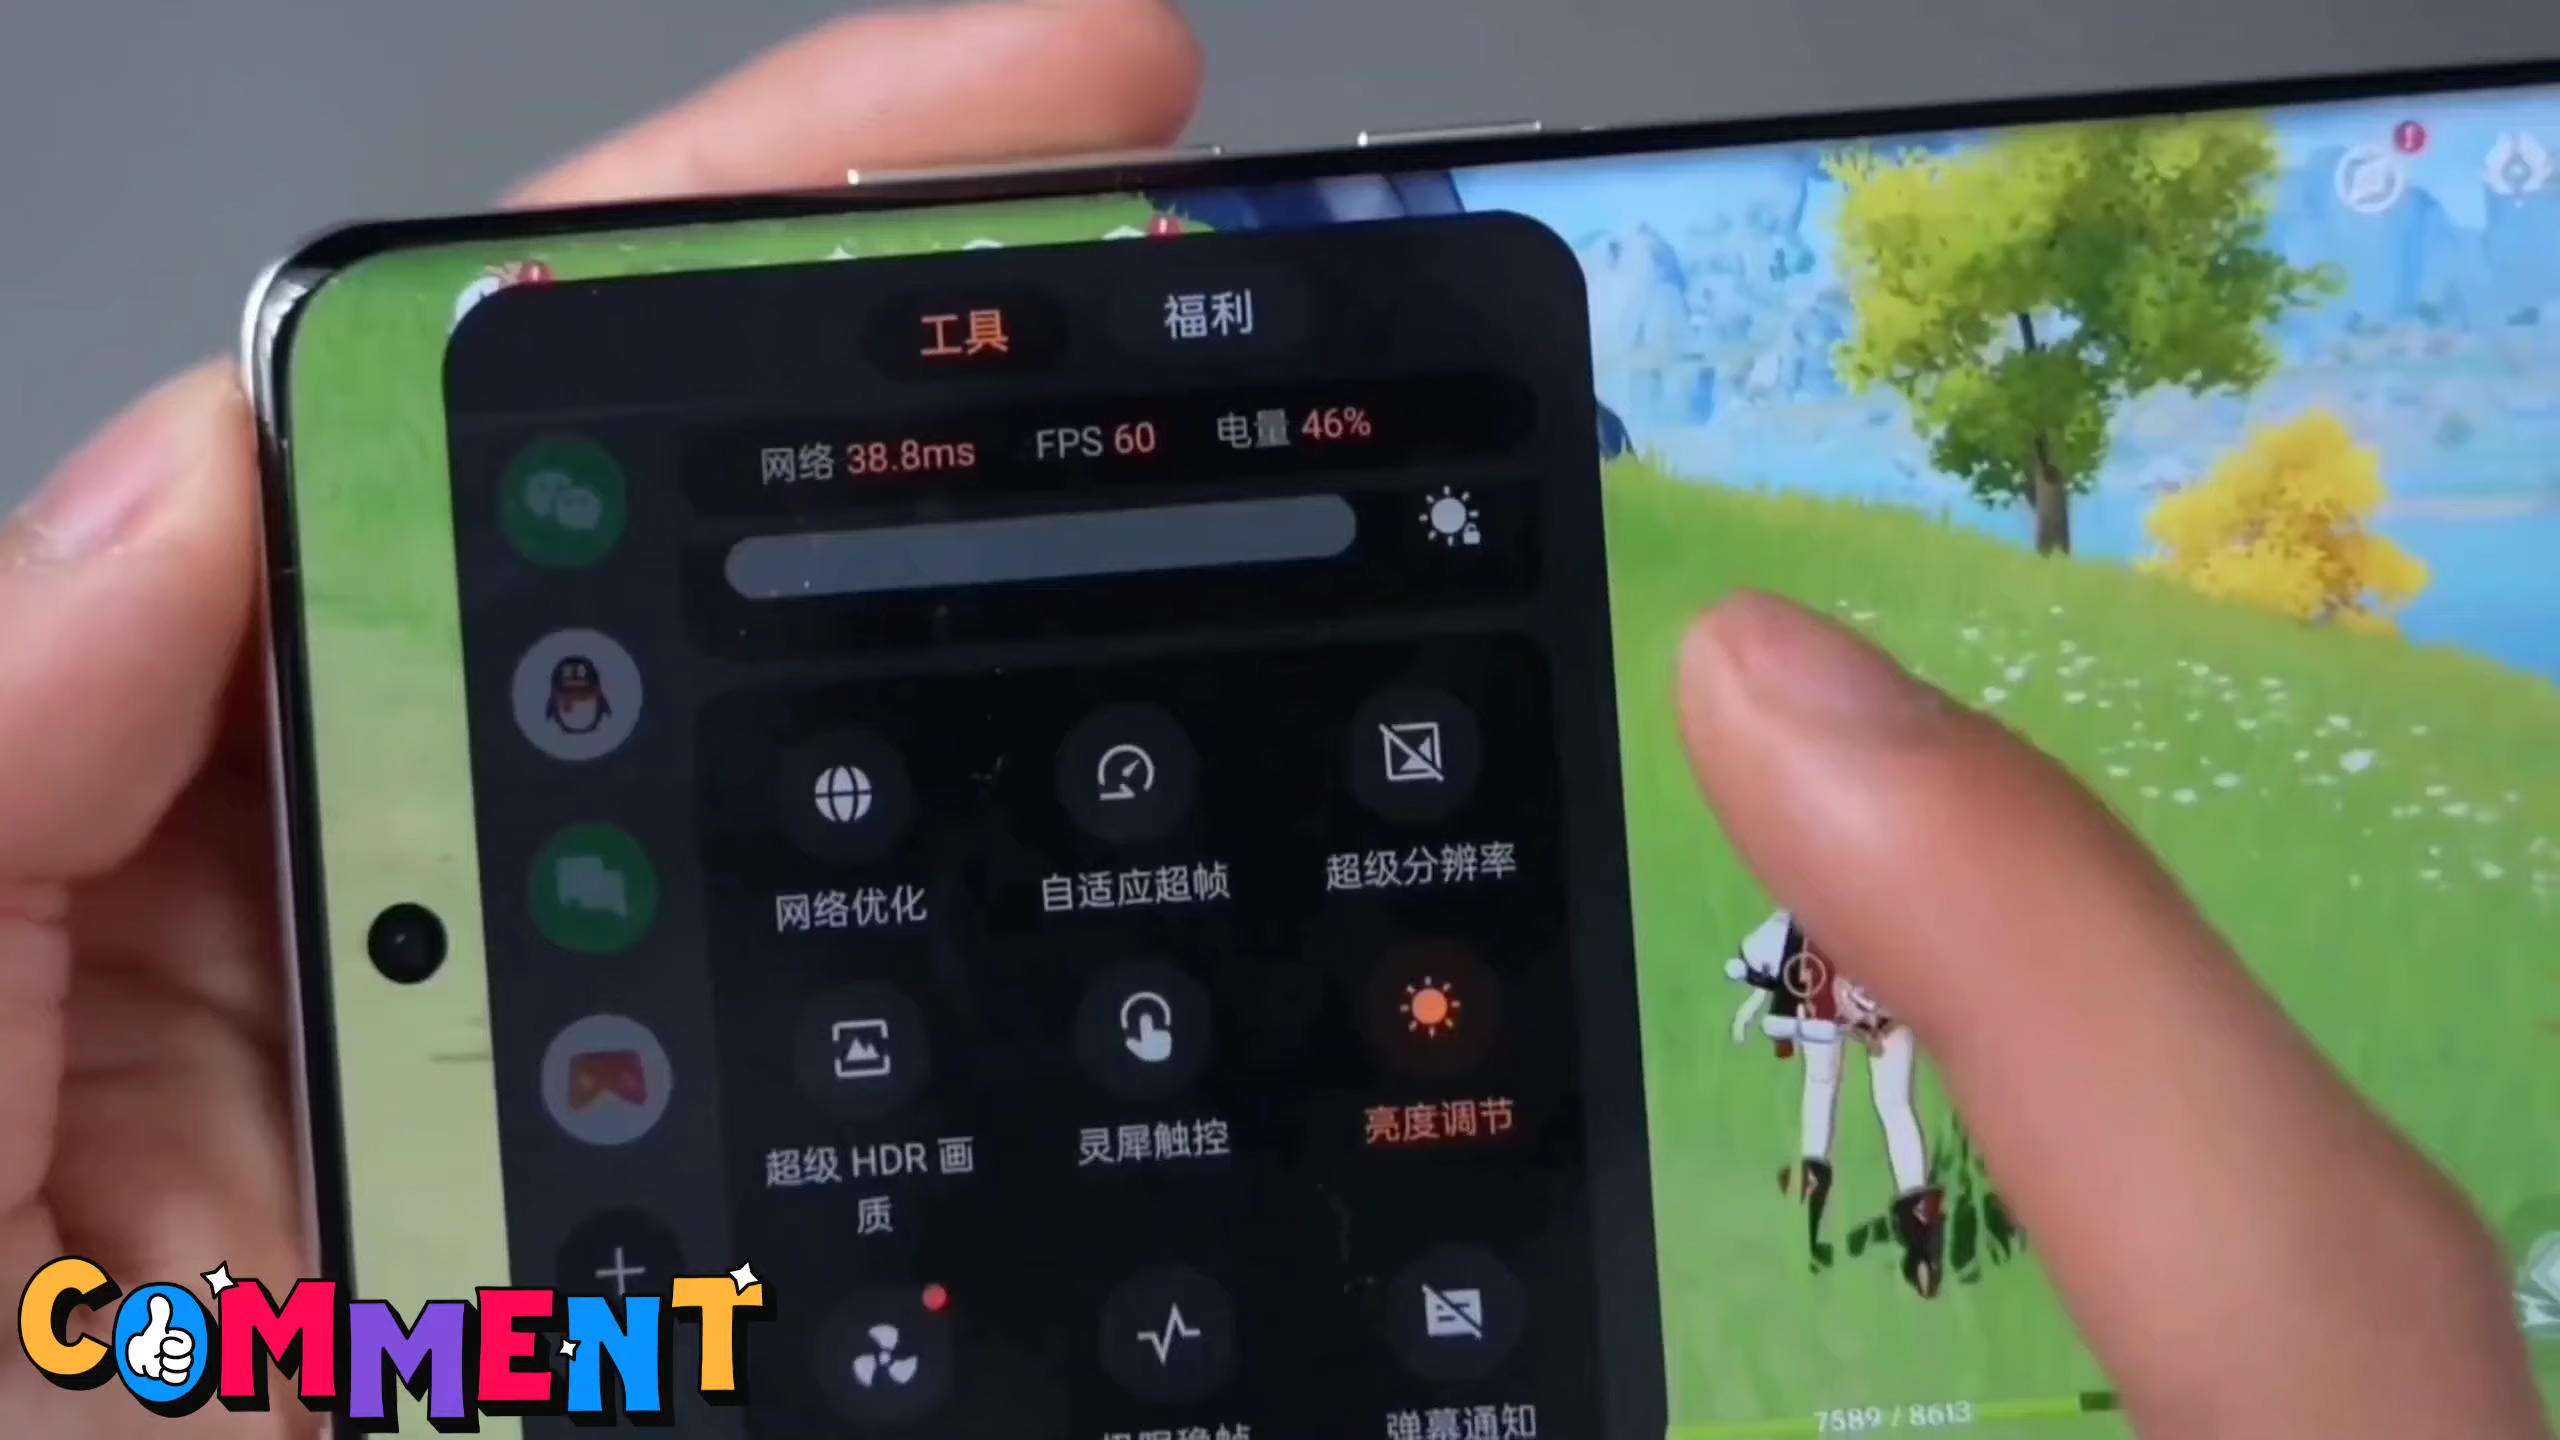 工具 福利
网络 38.8ms FPS 60 电量 46%
网络优化 自适应超帧 超级分辨率
超级 HDR 画
质
灵犀触控 亮度调节
弹幕通知
7589 / 8613
COMMENT